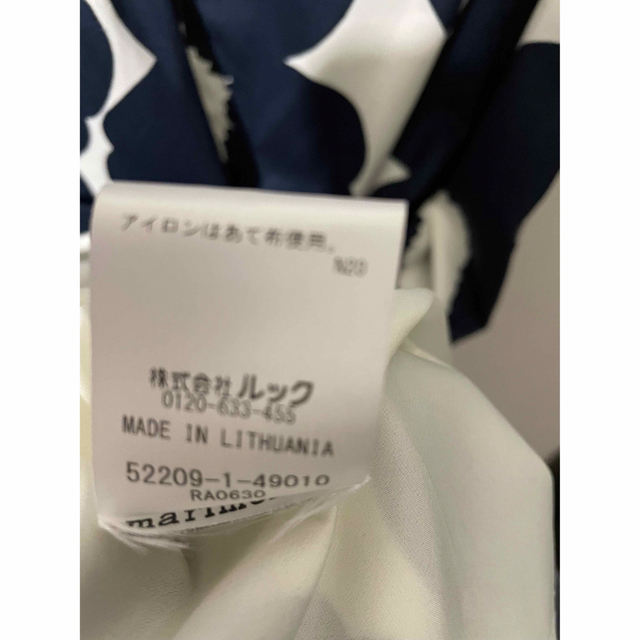 アイロンはあて布使用。
N20
株式会社ルック
0120-633-455
MADE IN LITHUANIA
52209-1-49010
RA0630